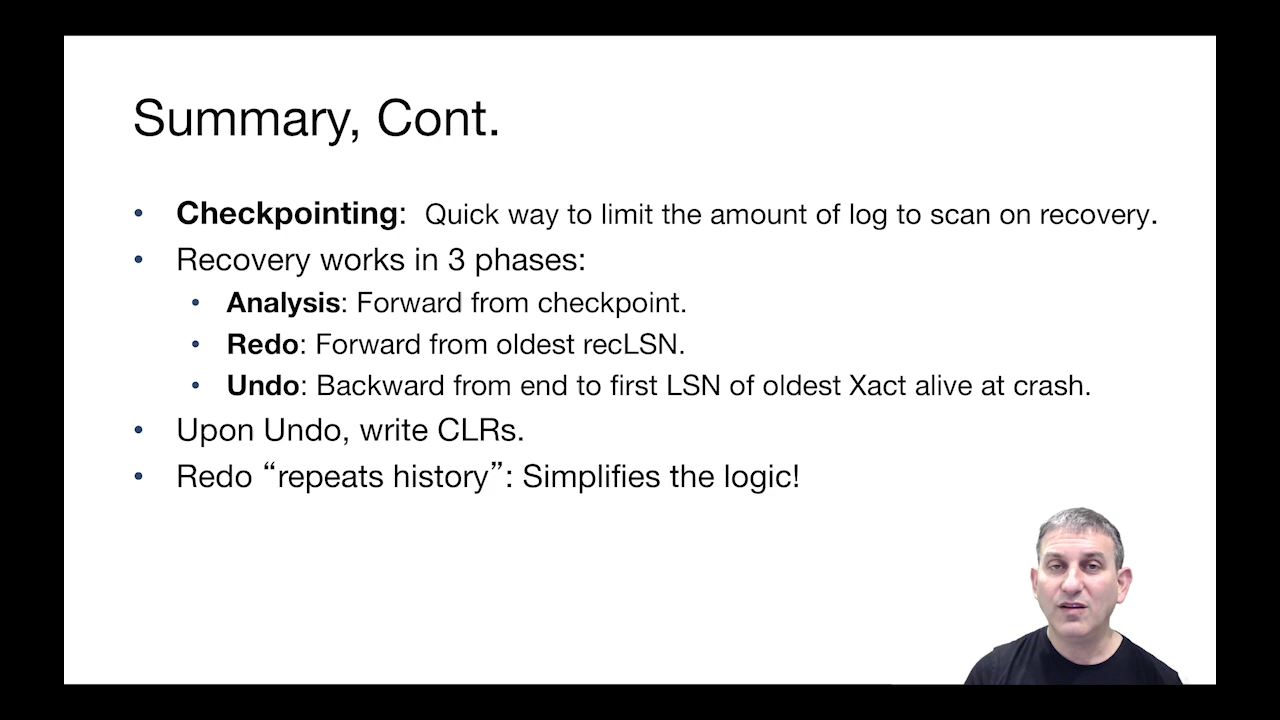 Summary, Cont.
• Checkpointing: Quick way to limit the amount of log to scan on recovery.
• Recovery works in 3 phases:
• Analysis: Forward from checkpoint.
• Redo: Forward from oldest recLSN.
• Undo: Backward from end to first LSN of oldest Xact alive at crash.
• Upon Undo, write CLRs.
• Redo “repeats history”: Simplifies the logic!